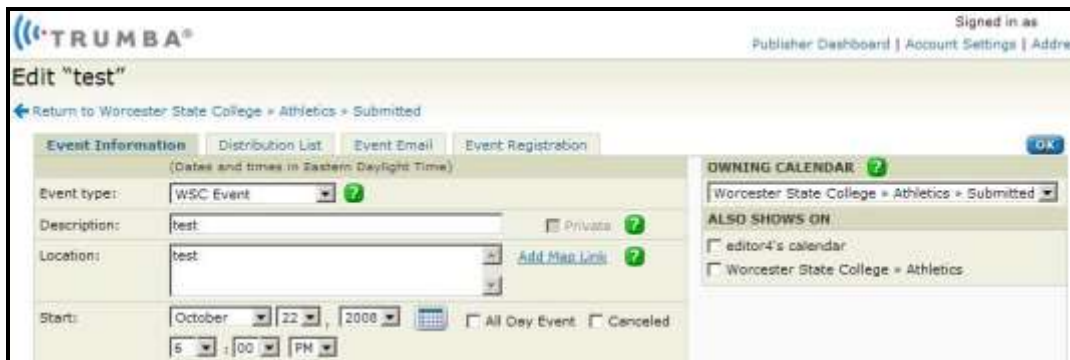 TRUMBA®
Signed in as
Publisher Dashboard | Account Settings | Addre
Edit "test"
Return to Worcester State College » Athletics » Submitted
Event Information Distribution List Event Email Event Registration OK
(Dates and times in Eastern Daylight Time)
OWNING CALENDAR ?
Event type: WSC Event ?
Worcester State College » Athletics » Submitted
Description: test Private ?
ALSO SHOWS ON
editor4's calendar
Location: test Add Map Link ?
Worcester State College » Athletics
Start: October 22 , 2008 All Day Event Canceled
6 : 00 PM